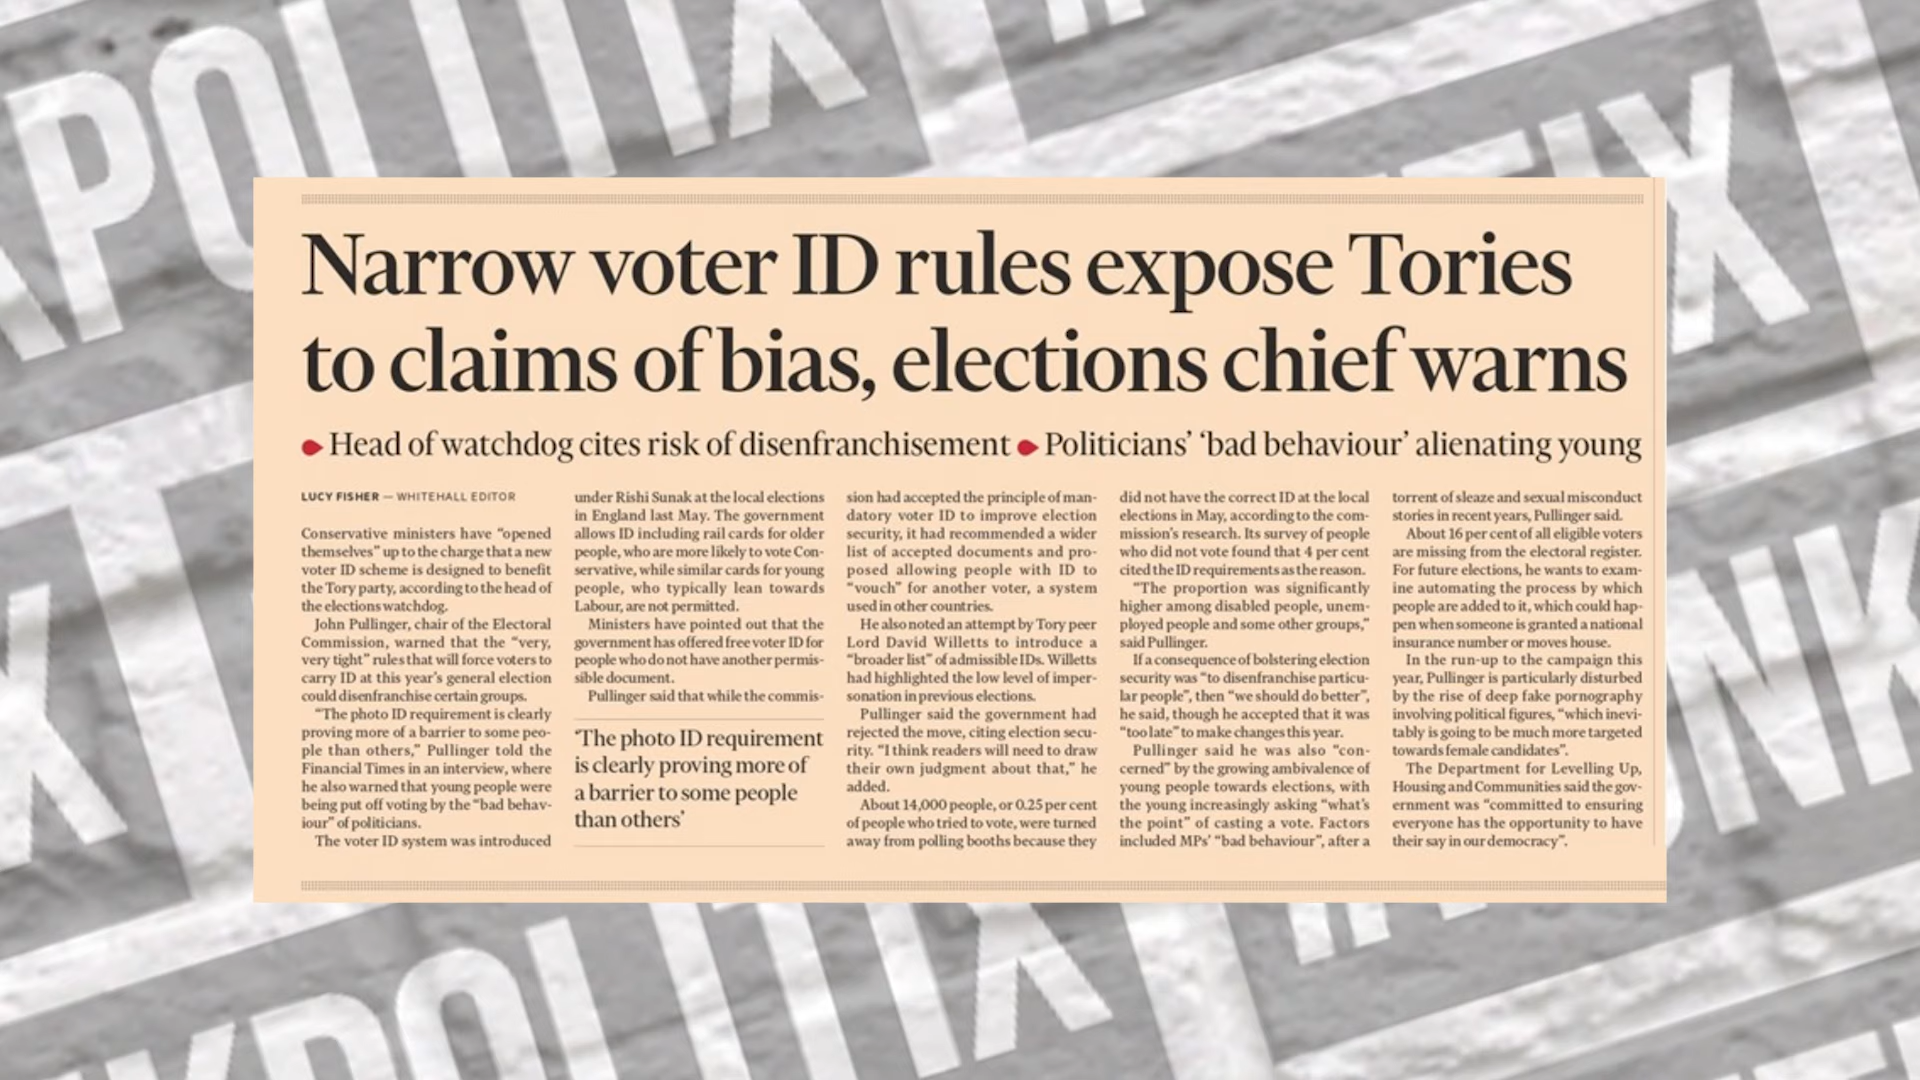 POLITIX
POLITIX
Narrow voter ID rules expose Tories
to claims of bias, elections chief warns
Head of watchdog cites risk of disenfranchisement Politicians’ ‘bad behaviour’ alienating young
LUCY FISHER — WHITEHALL EDITOR
Conservative ministers have “opened
themselves” up to the charge that a new
voter ID scheme is designed to benefit
the Tory party, according to the head of
the elections watchdog.
John Pullinger, chair of the Electoral
Commission, warned that the “very,
very tight” rules that will force voters to
carry ID at this year’s general election
could disenfranchise certain groups.
“The photo ID requirement is clearly
proving more of a barrier to some peo-
ple than others,” Pullinger told the
Financial Times in an interview, where
he also warned that young people were
being put off voting by the “bad behav-
iour” of politicians.
The voter ID system was introduced
under Rishi Sunak at the local elections
in England last May. The government
allows ID including rail cards for older
people, who are more likely to vote Con-
servative, while similar cards for young
people, who typically lean towards
Labour, are not permitted.
Ministers have pointed out that the
government has offered free voter ID for
people who do not have another permis-
sible document.
Pullinger said that while the commis-
‘The photo ID requirement
is clearly proving more of
a barrier to some people
than others’
sion had accepted the principle of man-
datory voter ID to improve election
security, it had recommended a wider
list of accepted documents and pro-
posed allowing people with ID to
“vouch” for another voter, a system
used in other countries.
He also noted an attempt by Tory peer
Lord David Willetts to introduce a
“broader list” of admissible IDs. Willetts
had highlighted the low level of imper-
sonation in previous elections.
Pullinger said the government had
rejected the move, citing election secu-
rity. “I think readers will need to draw
their own judgment about that,” he
added.
About 14,000 people, or 0.25 per cent
of people who tried to vote, were turned
away from polling booths because they
did not have the correct ID at the local
elections in May, according to the com-
mission’s research. Its survey of people
who did not vote found that 4 per cent
cited the ID requirements as the reason.
“The proportion was significantly
higher among disabled people, unem-
ployed people and some other groups,”
said Pullinger.
If a consequence of bolstering election
security was “to disenfranchise particu-
lar people”, then “we should do better”,
he said, though he accepted that it was
“too late” to make changes this year.
Pullinger said he was also “con-
cerned” by the growing ambivalence of
young people towards elections, with
the young increasingly asking “what’s
the point” of casting a vote. Factors
included MPs’ “bad behaviour”, after a
torrent of sleaze and sexual misconduct
stories in recent years, Pullinger said.
About 16 per cent of all eligible voters
are missing from the electoral register.
For future elections, he wants to exam-
ine automating the process by which
people are added to it, which could hap-
pen when someone is granted a national
insurance number or moves house.
In the run-up to the campaign this
year, Pullinger is particularly disturbed
by the rise of deep fake pornography
involving political figures, “which inevi-
tably is going to be much more targeted
towards female candidates”.
The Department for Levelling Up,
Housing and Communities said the gov-
ernment was “committed to ensuring
everyone has the opportunity to have
their say in our democracy”.